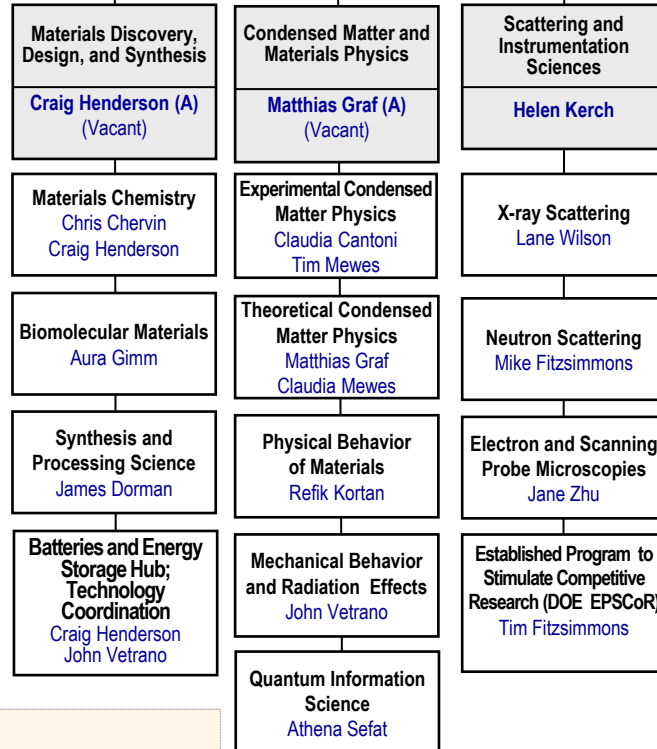 Materials Discovery,
Design, and Synthesis
Craig Henderson (A)
(Vacant)
Materials Chemistry
Chris Chervin
Craig Henderson
Biomolecular Materials
Aura Gimm
Synthesis and
Processing Science
James Dorman
Batteries and Energy
Storage Hub;
Technology
Coordination
Craig Henderson
John Vetrano
Condensed Matter and
Materials Physics
Matthias Graf (A)
(Vacant)
Experimental Condensed
Matter Physics
Claudia Cantoni
Tim Mewes
Theoretical Condensed
Matter Physics
Matthias Graf
Claudia Mewes
Physical Behavior
of Materials
Refik Kortan
Mechanical Behavior
and Radiation Effects
John Vetrano
Quantum Information
Science
Athena Sefat
Scattering and
Instrumentation
Sciences
Helen Kerch
X-ray Scattering
Lane Wilson
Neutron Scattering
Mike Fitzsimmons
Electron and Scanning
Probe Microscopies
Jane Zhu
Established Program to
Stimulate Competitive
Research (DOE EPSCoR)
Tim Fitzsimmons